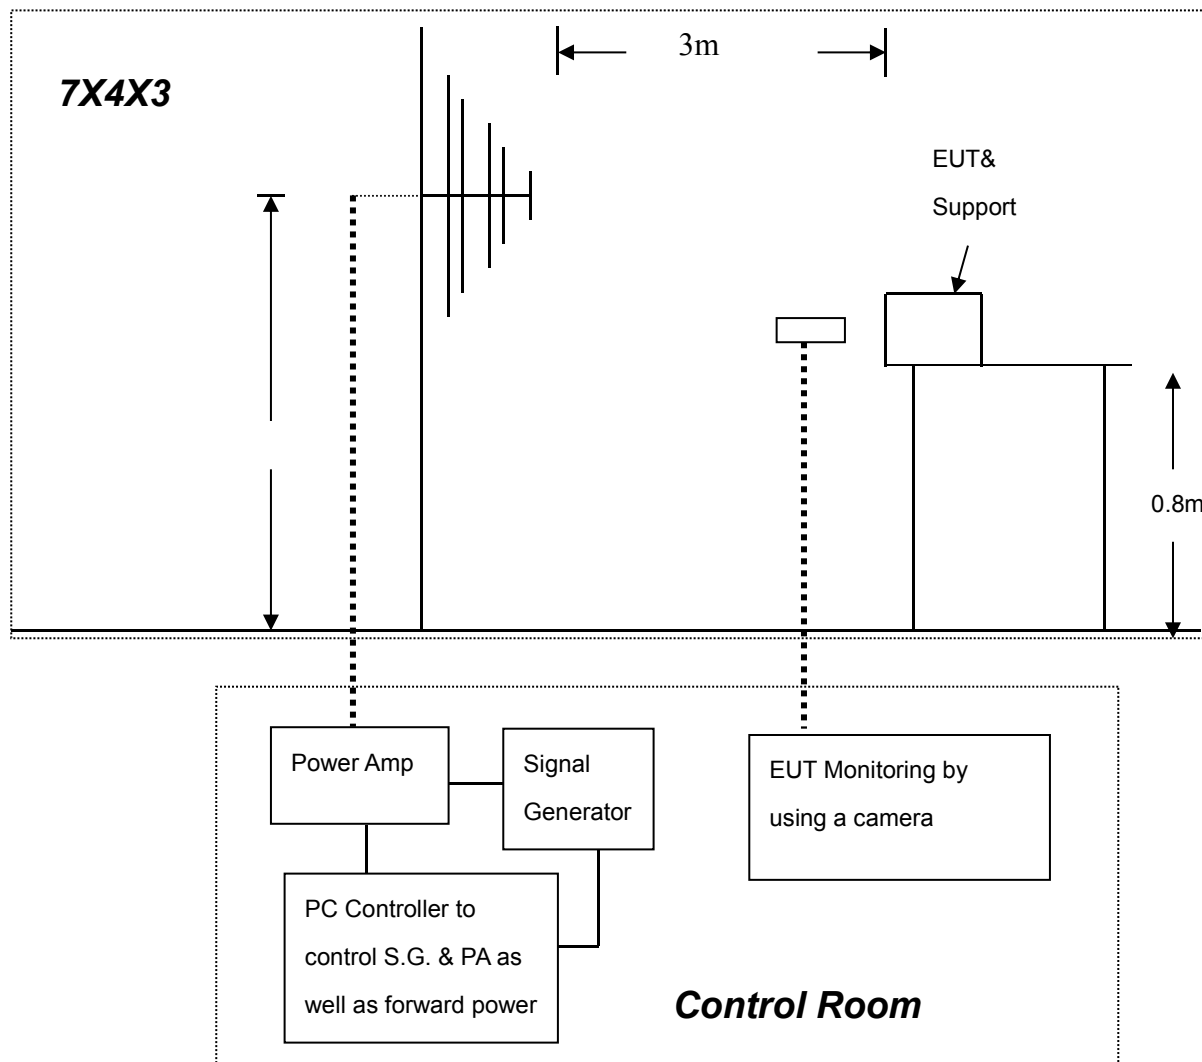 3m
7X4X3
EUT&
Support
0.8m
Power Amp
Signal
Generator
EUT Monitoring by
using a camera
PC Controller to
control S.G. & PA as
well as forward power
Control Room